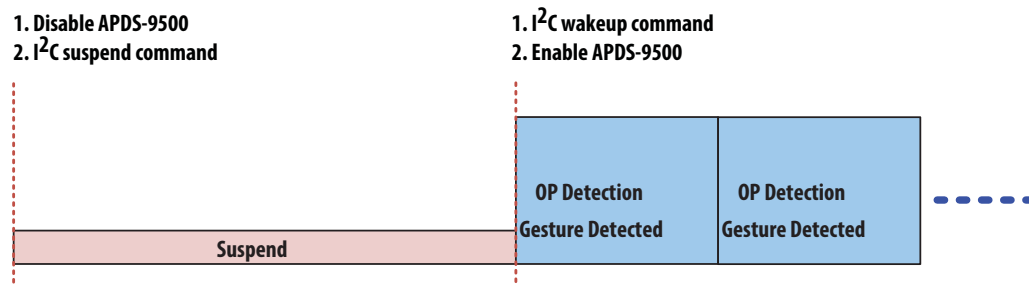 1. Disable APDS-9500
2. I²C suspend command
1. I²C wakeup command
2. Enable APDS-9500
OP Detection
Gesture Detected
OP Detection
Gesture Detected
Suspend